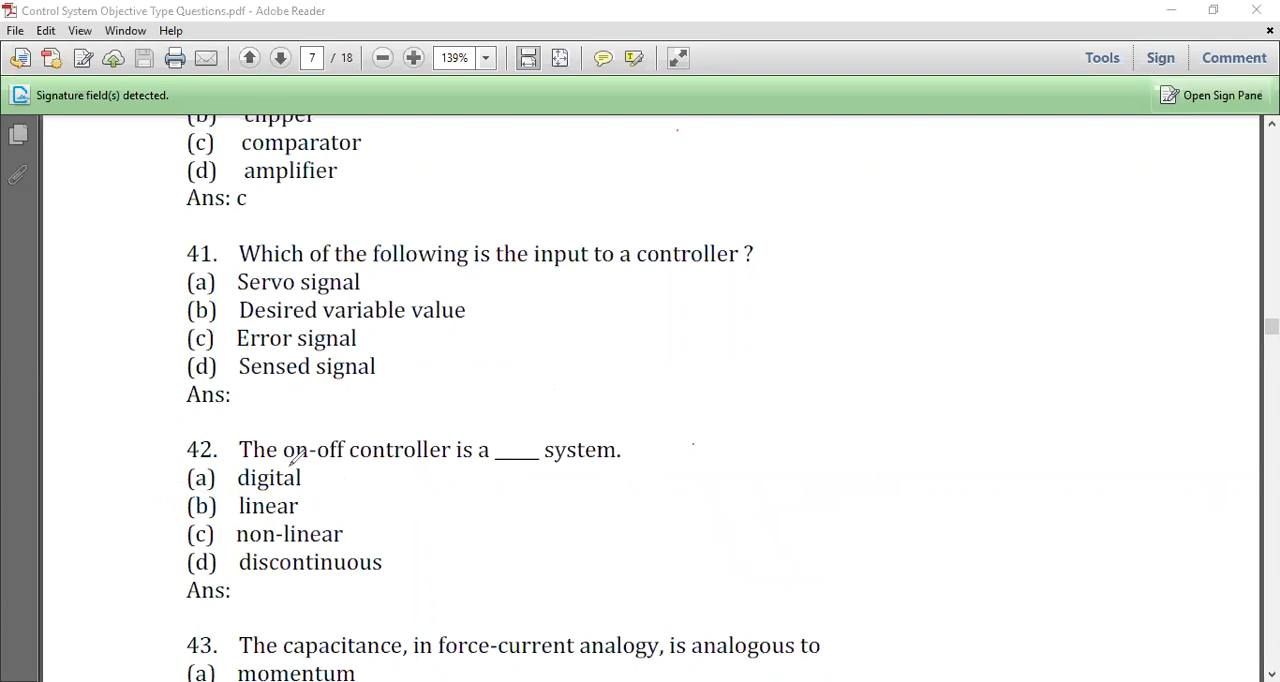 Control System Objective Type Questions.pdf - Adobe Reader
File Edit View Window Help
7 / 18 139% Tools Sign Comment
Signature field(s) detected. Open Sign Pane
(b) clipper
(c) comparator
(d) amplifier
Ans: c
41. Which of the following is the input to a controller ?
(a) Servo signal
(b) Desired variable value
(c) Error signal
(d) Sensed signal
Ans:
42. The on-off controller is a _____ system.
(a) digital
(b) linear
(c) non-linear
(d) discontinuous
Ans:
43. The capacitance, in force-current analogy, is analogous to
(a) momentum